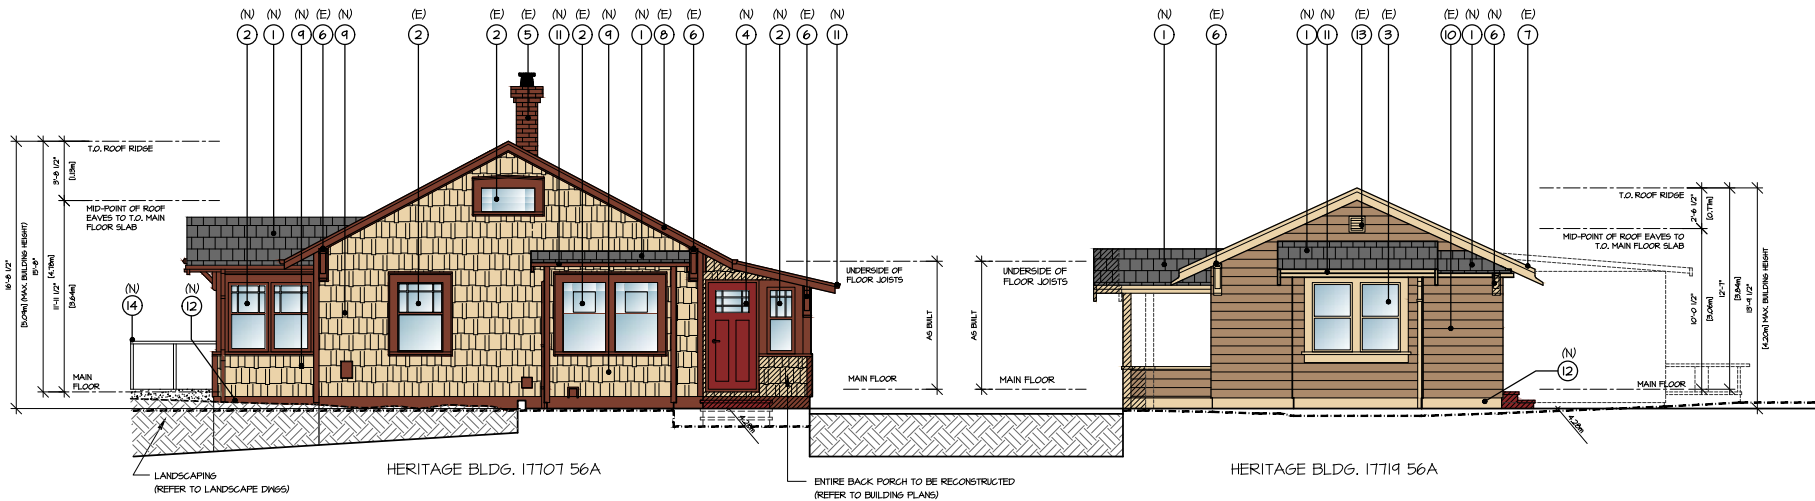 (N) (N) (N) (E) (N) (E) (E) (E) (N) (E) (N) (N) (E) (E) (N) (N) (E) (N)
2 1 9 6 9 2 2 5 11 2 9 1 8 6 4 2 6 11
(N) (E) (N) (N) (E) (E) (E) (N) (N) (E)
1 6 1 11 13 3 10 1 6 7
T.O. ROOF RIDGE
MID-POINT OF ROOF
EAVES TO T.O. MAIN
FLOOR SLAB
16'-8 1/2"
[5.09m] (MAX. BUILDING HEIGHT)
15'-8"
[4.78m]
3'-8 1/2"
[1.13m]
11'-11 1/2"
[3.64m]
(N)
14
(N)
12
MAIN
FLOOR
UNDERSIDE OF
FLOOR JOISTS
AS BUILT
MAIN FLOOR
UNDERSIDE OF
FLOOR JOISTS
AS BUILT
MAIN FLOOR
T.O. ROOF RIDGE
MID-POINT OF ROOF EAVES TO
T.O. MAIN FLOOR SLAB
2'-6 1/2"
[0.77m]
10'-0 1/2"
[3.06m]
12'-7"
[3.84m]
13'-9 1/2"
[4.20m] MAX. BUILDING HEIGHT
(N)
12
MAIN FLOOR
4.28m
4.28m
LANDSCAPING
(REFER TO LANDSCAPE DWGS)
HERITAGE BLDG. 17707 56A
ENTIRE BACK PORCH TO BE RECONSTRUCTED
(REFER TO BUILDING PLANS)
HERITAGE BLDG. 17719 56A